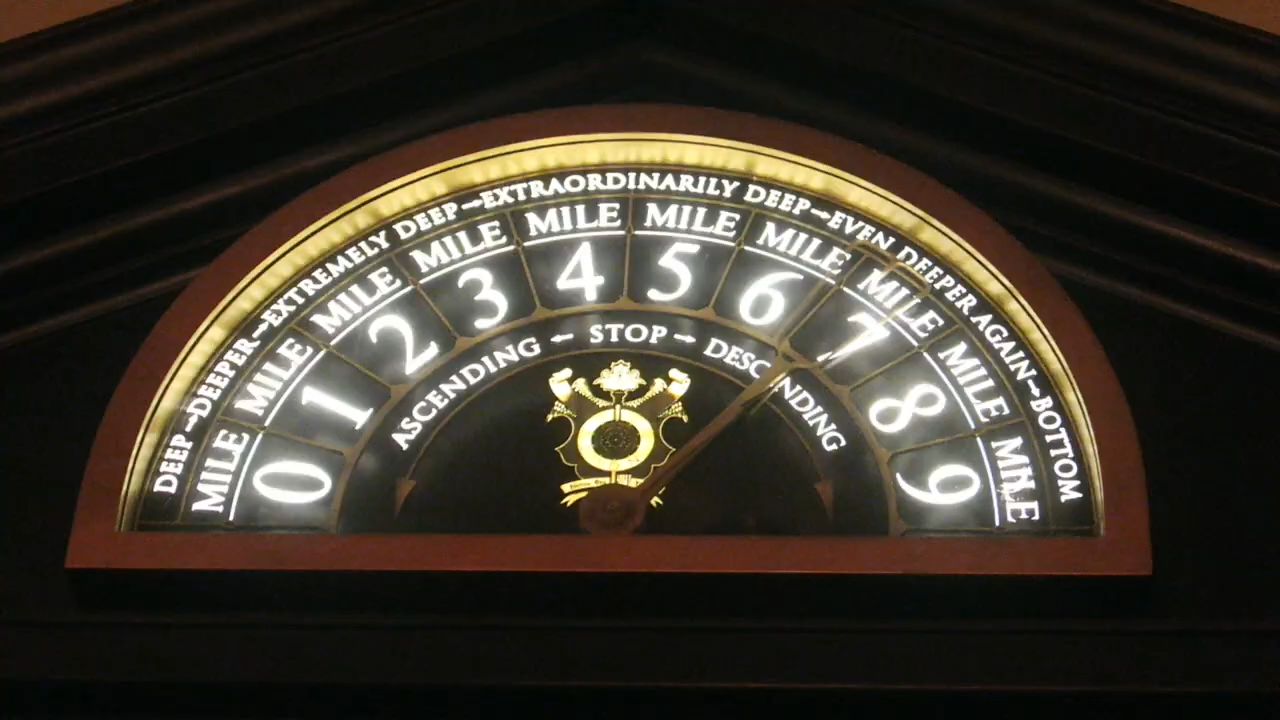 DEEP→DEEPER→EXTREMELY DEEP→EXTRAORDINARILY DEEP→EVEN DEEPER AGAIN→BOTTOM
MILE MILE MILE MILE MILE MILE MILE MILE MILE MILE
0 1 2 3 4 5 6 7 8 9
ASCENDING ← STOP → DESCENDING